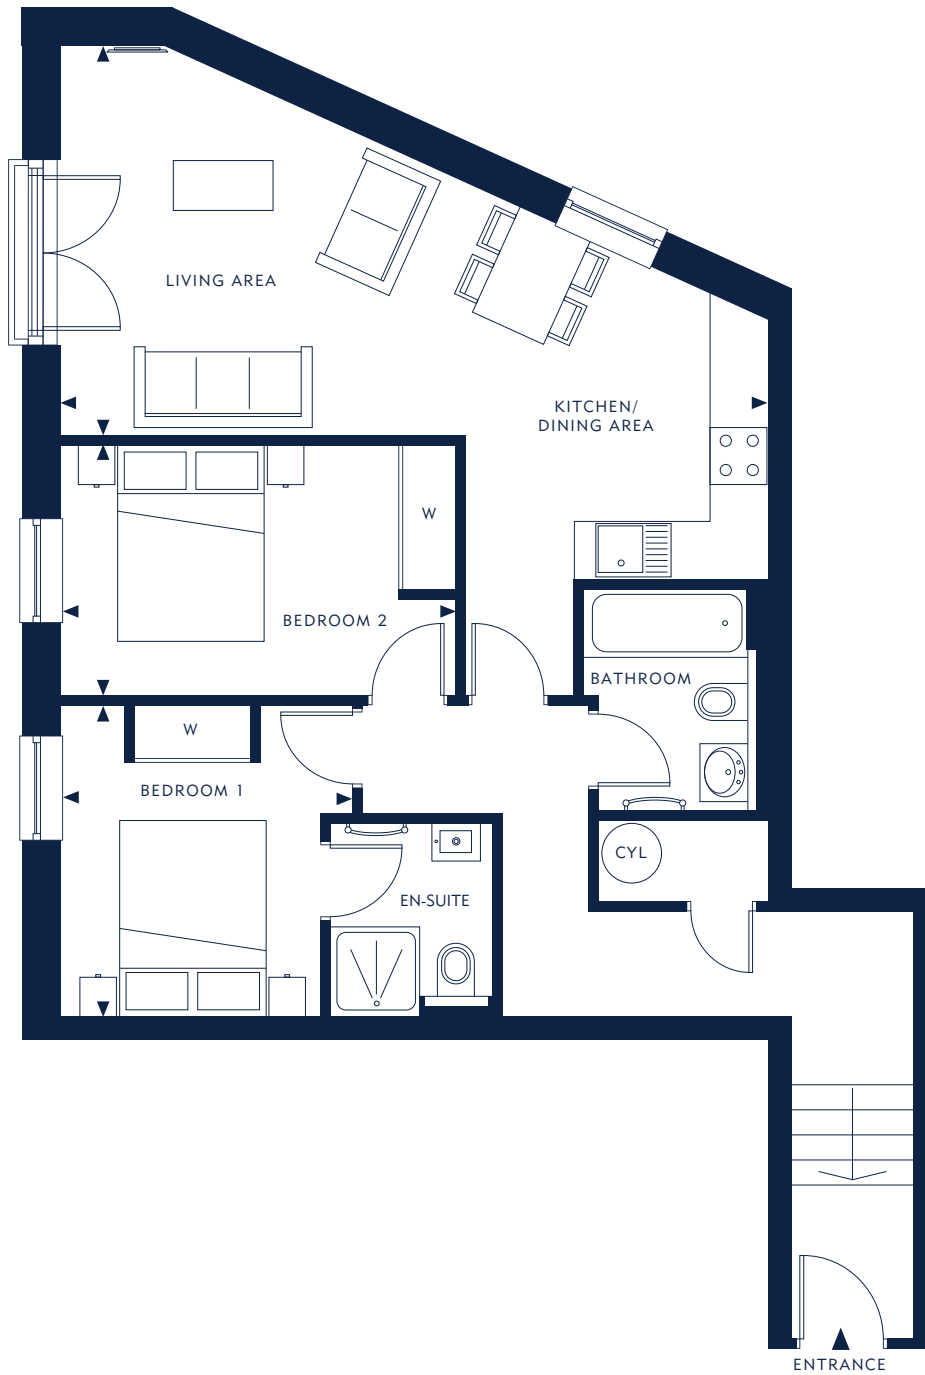 LIVING AREA
KITCHEN/
DINING AREA
W
BEDROOM 2
BATHROOM
W
BEDROOM 1
CYL
EN-SUITE
ENTRANCE